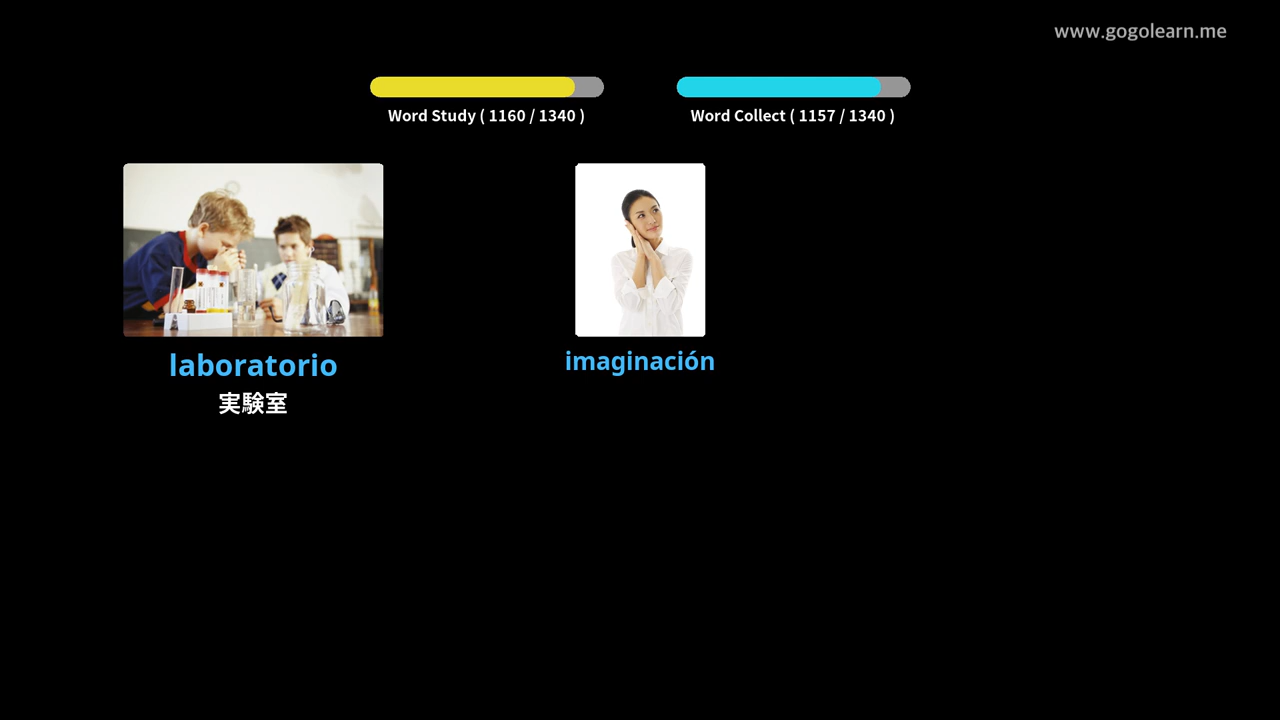 www.gogolearn.me
Word Study ( 1160 / 1340 )
Word Collect ( 1157 / 1340 )
laboratorio
実験室
imaginación